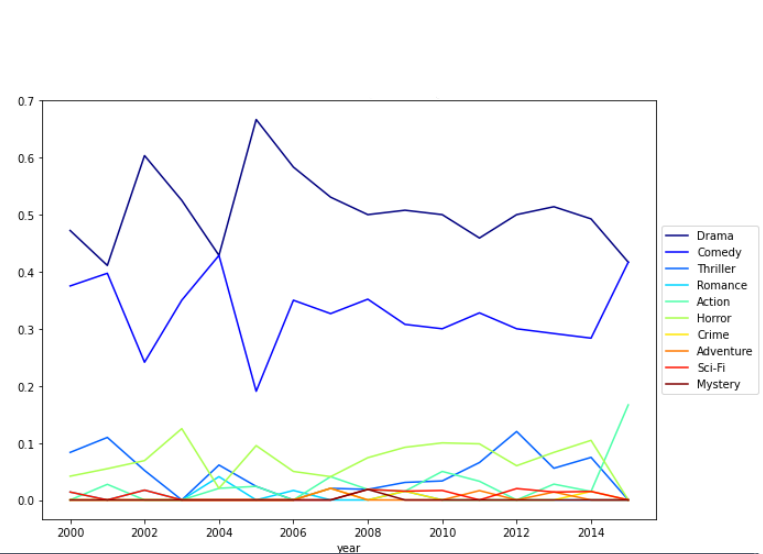 0.7
0.6
0.5
0.4
0.3
0.2
0.1
0.0
2000 2002 2004 2006 2008 2010 2012 2014
year
Drama
Comedy
Thriller
Romance
Action
Horror
Crime
Adventure
Sci-Fi
Mystery